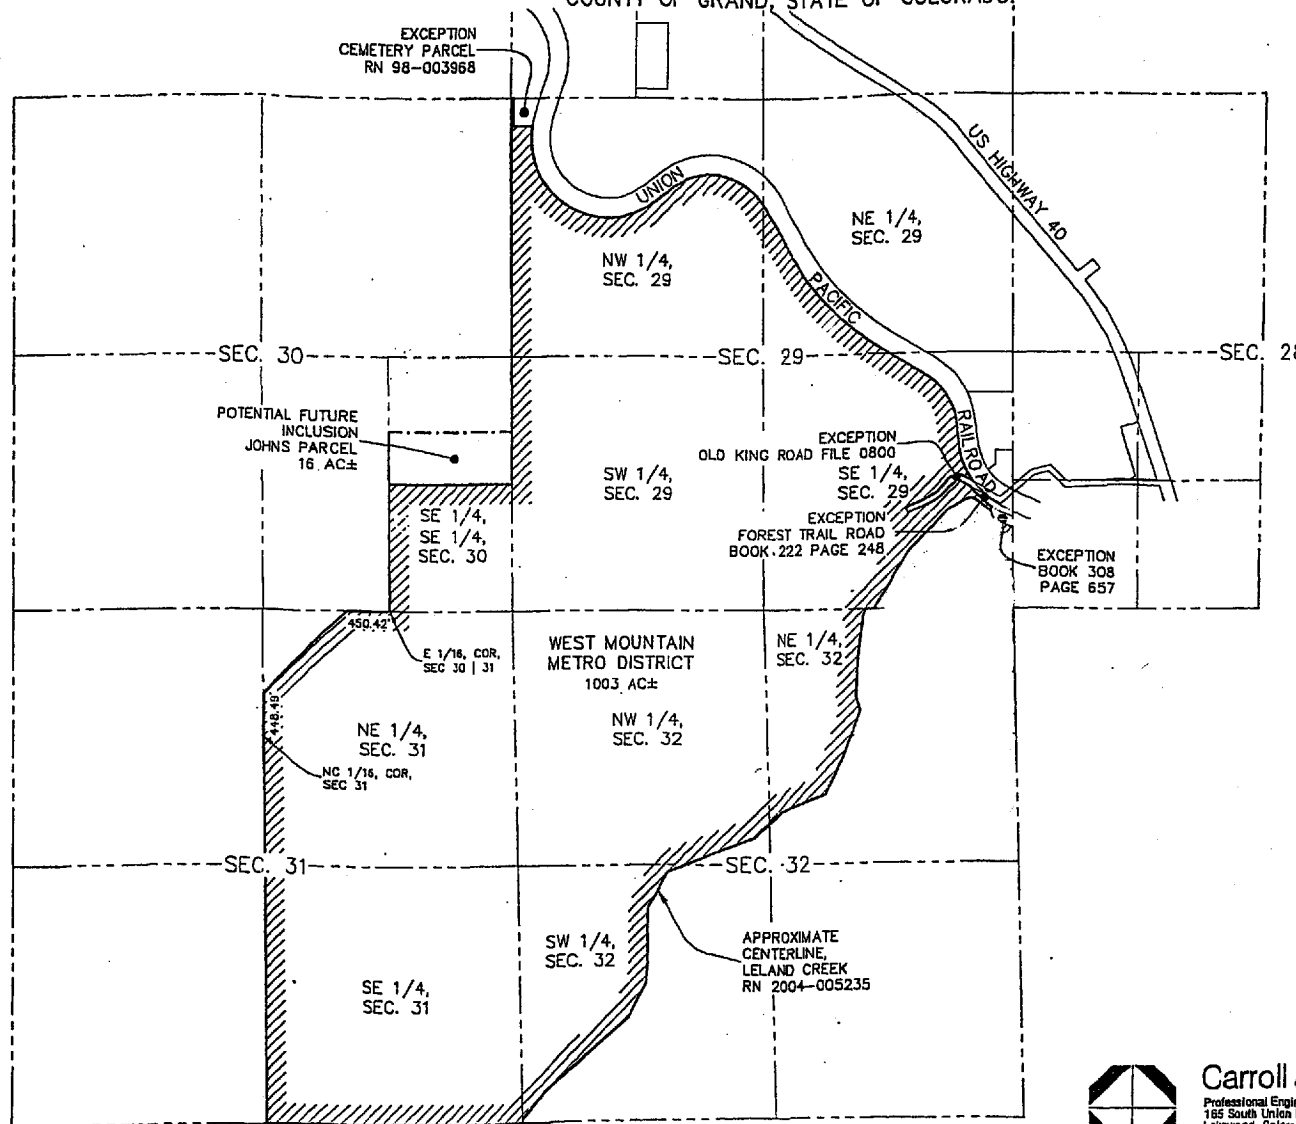 COUNTY OF GRAND, STATE OF COLORADO.
EXCEPTION
CEMETERY PARCEL
RN 98-003968
US HIGHWAY 40
UNION
PACIFIC
RAILROAD
NE 1/4,
SEC. 29
NW 1/4,
SEC. 29
SEC. 30
SEC. 29
SEC. 28
POTENTIAL FUTURE
INCLUSION
JOHNS PARCEL
16 AC±
EXCEPTION
OLD KING ROAD FILE 0800
SW 1/4,
SEC. 29
SE 1/4,
SEC. 29
SE 1/4,
SE 1/4,
SEC. 30
EXCEPTION
FOREST TRAIL ROAD
BOOK 222 PAGE 248
EXCEPTION
BOOK 308
PAGE 657
450.42'
E 1/16, COR,
SEC 30 | 31
WEST MOUNTAIN
METRO DISTRICT
1003 AC±
NE 1/4,
SEC. 32
448.49'
NE 1/4,
SEC. 31
NW 1/4,
SEC. 32
NC 1/16, COR,
SEC 31
SEC. 31
SEC. 32
SW 1/4,
SEC. 32
APPROXIMATE
CENTERLINE,
LELAND CREEK
RN 2004-005235
SE 1/4,
SEC. 31
Carroll
Professional Engin
165 South Union